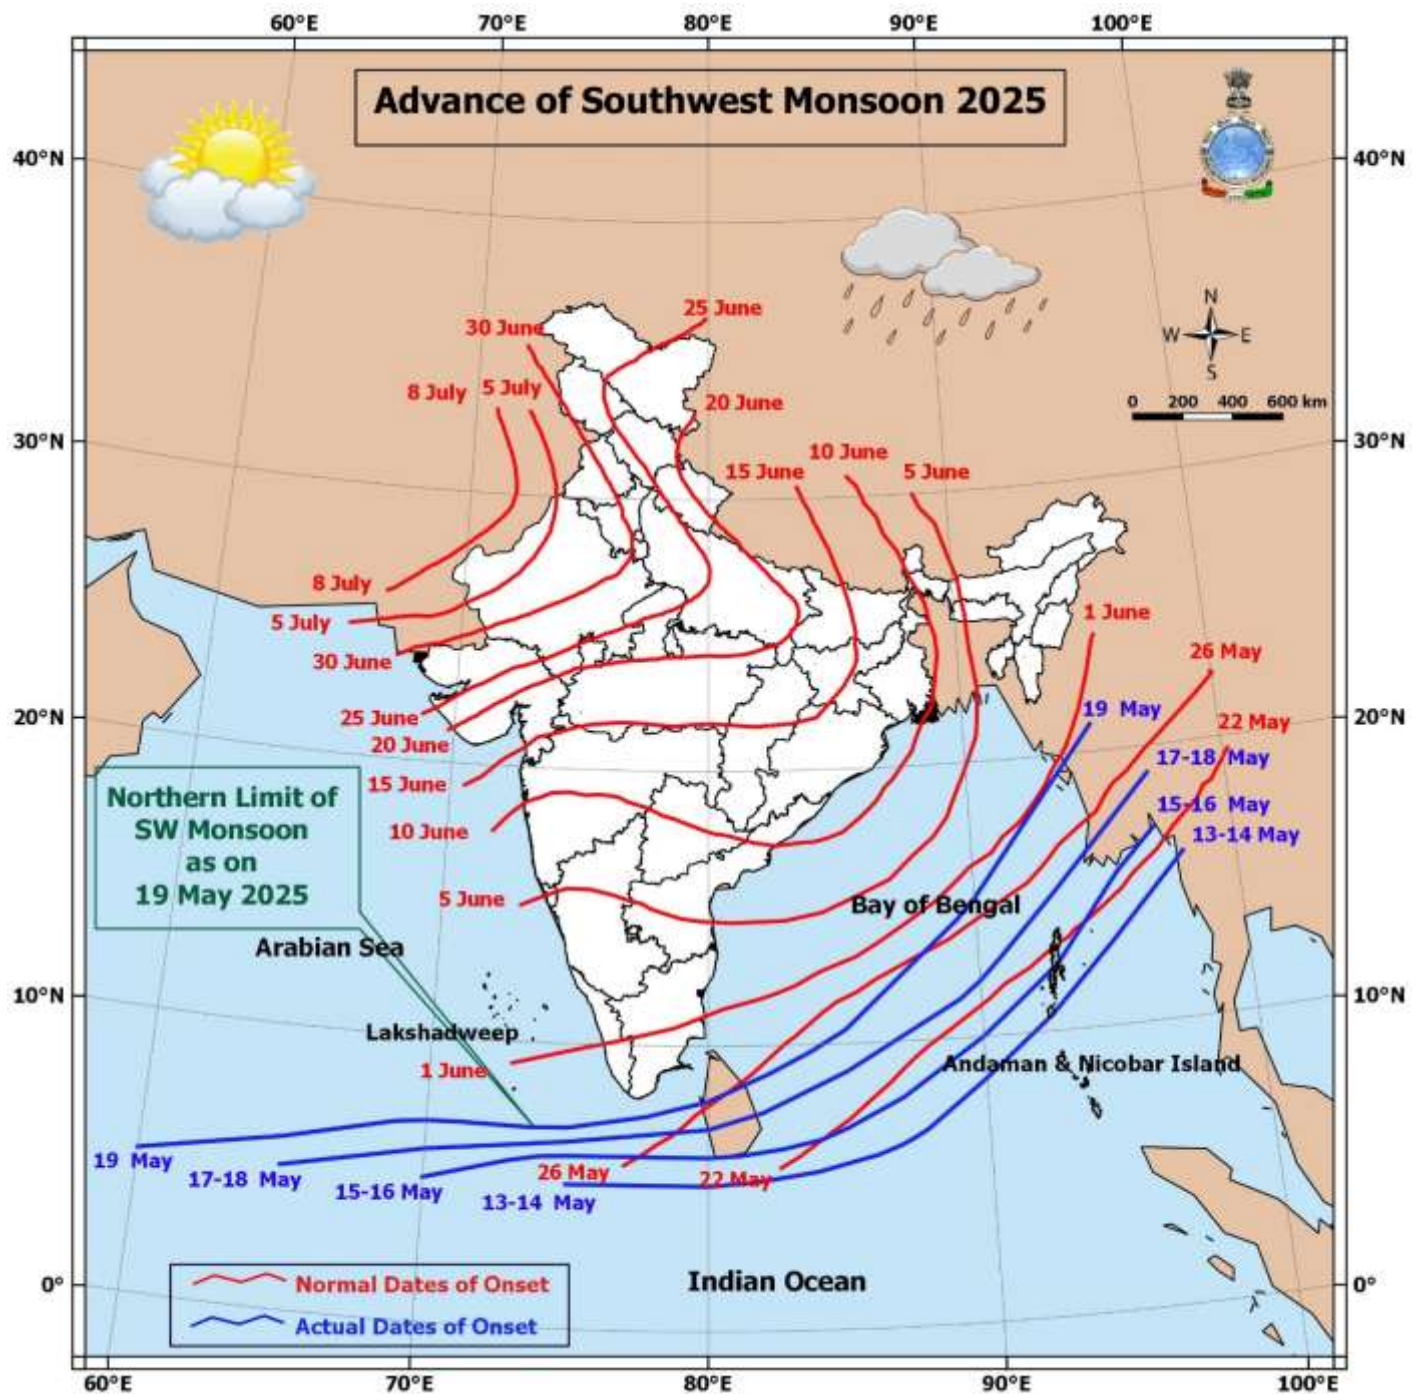 60°E 70°E 80°E 90°E 100°E
Advance of Southwest Monsoon 2025
40°N 40°N
N
W E
S
0 200 400 600 km
25 June
30 June
8 July 5 July
20 June
30°N 30°N
10 June
15 June 5 June
8 July
5 July
1 June
30 June
26 May
25 June
19 May
20°N 20°N
22 May
20 June
17-18 May
15 June
Northern Limit of
SW Monsoon
as on
19 May 2025
15-16 May
10 June
13-14 May
5 June
Bay of Bengal
Arabian Sea
10°N 10°N
Lakshadweep
1 June
Andaman & Nicobar Island
19 May
17-18 May
26 May
22 May
15-16 May
13-14 May
0° 0°
Indian Ocean
Normal Dates of Onset
Actual Dates of Onset
60°E 70°E 80°E 90°E 100°E